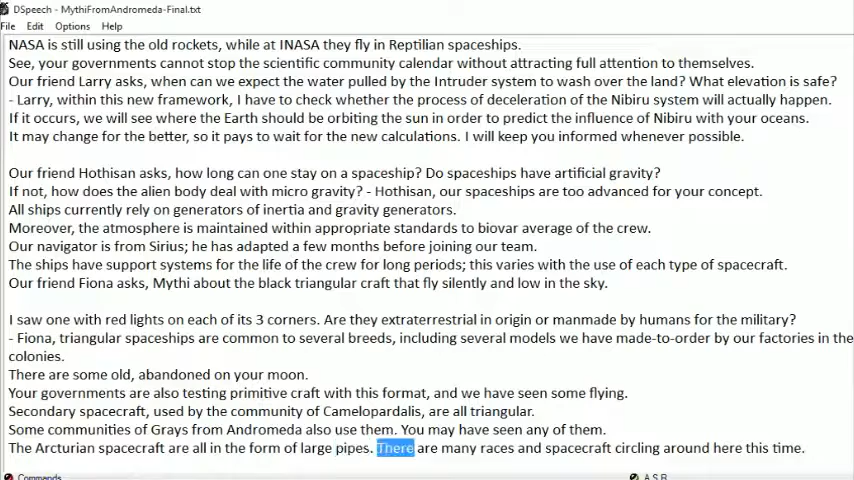 DSpeech - MythiFromAndromeda-Final.txt
File Edit Options Help
NASA is still using the old rockets, while at INASA they fly in Reptilian spaceships.
See, your governments cannot stop the scientific community calendar without attracting full attention to themselves.
Our friend Larry asks, when can we expect the water pulled by the Intruder system to wash over the land? What elevation is safe?
- Larry, within this new framework, I have to check whether the process of deceleration of the Nibiru system will actually happen.
If it occurs, we will see where the Earth should be orbiting the sun in order to predict the influence of Nibiru with your oceans.
It may change for the better, so it pays to wait for the new calculations. I will keep you informed whenever possible.
Our friend Hothisan asks, how long can one stay on a spaceship? Do spaceships have artificial gravity?
If not, how does the alien body deal with micro gravity? - Hothisan, our spaceships are too advanced for your concept.
All ships currently rely on generators of inertia and gravity generators.
Moreover, the atmosphere is maintained within appropriate standards to biovar average of the crew.
Our navigator is from Sirius; he has adapted a few months before joining our team.
The ships have support systems for the life of the crew for long periods; this varies with the use of each type of spacecraft.
Our friend Fiona asks, Mythi about the black triangular craft that fly silently and low in the sky.
I saw one with red lights on each of its 3 corners. Are they extraterrestrial in origin or manmade by humans for the military?
- Fiona, triangular spaceships are common to several breeds, including several models we have made-to-order by our factories in the
colonies.
There are some old, abandoned on your moon.
Your governments are also testing primitive craft with this format, and we have seen some flying.
Secondary spacecraft, used by the community of Camelopardalis, are all triangular.
Some communities of Grays from Andromeda also use them. You may have seen any of them.
The Arcturian spacecraft are all in the form of large pipes. There are many races and spacecraft circling around here this time.
Commands A.S.R.